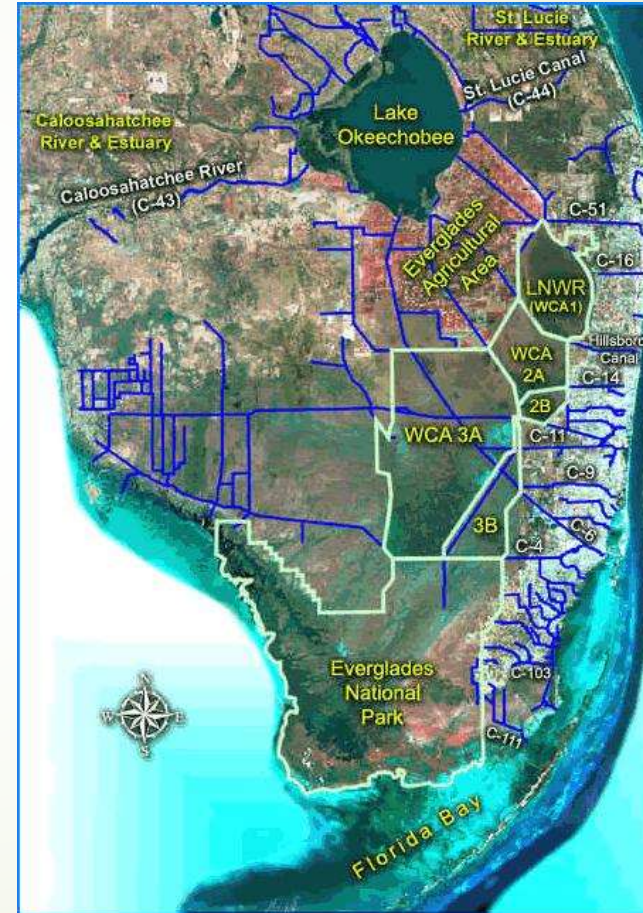 St. Lucie
River & Estuary
St. Lucie Canal
(C-44)
Lake
Okeechobee
Caloosahatchee
River & Estuary
Caloosahatchee River
(C-43)
C-51
Everglades
Agricultural
Area
C-16
LNWR
(WCA1)
Hillsboro
Canal
WCA
2A
C-14
2B
WCA 3A
C-11
C-9
3B
C-6
C-4
Everglades
National
Park
C-103
C-111
N
W E
S
Florida Bay